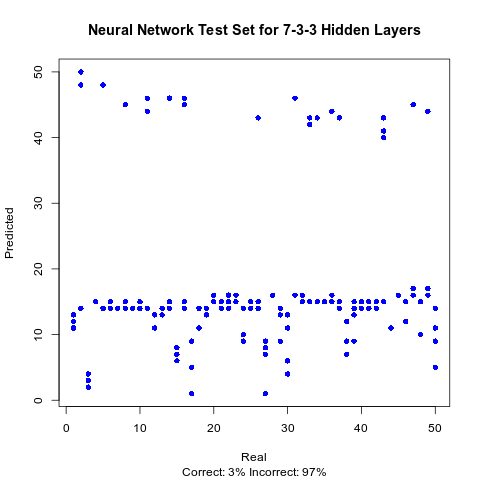 Neural Network Test Set for 7-3-3 Hidden Layers
50
40
30
20
10
0
Predicted
0 10 20 30 40 50
Real
Correct: 3% Incorrect: 97%